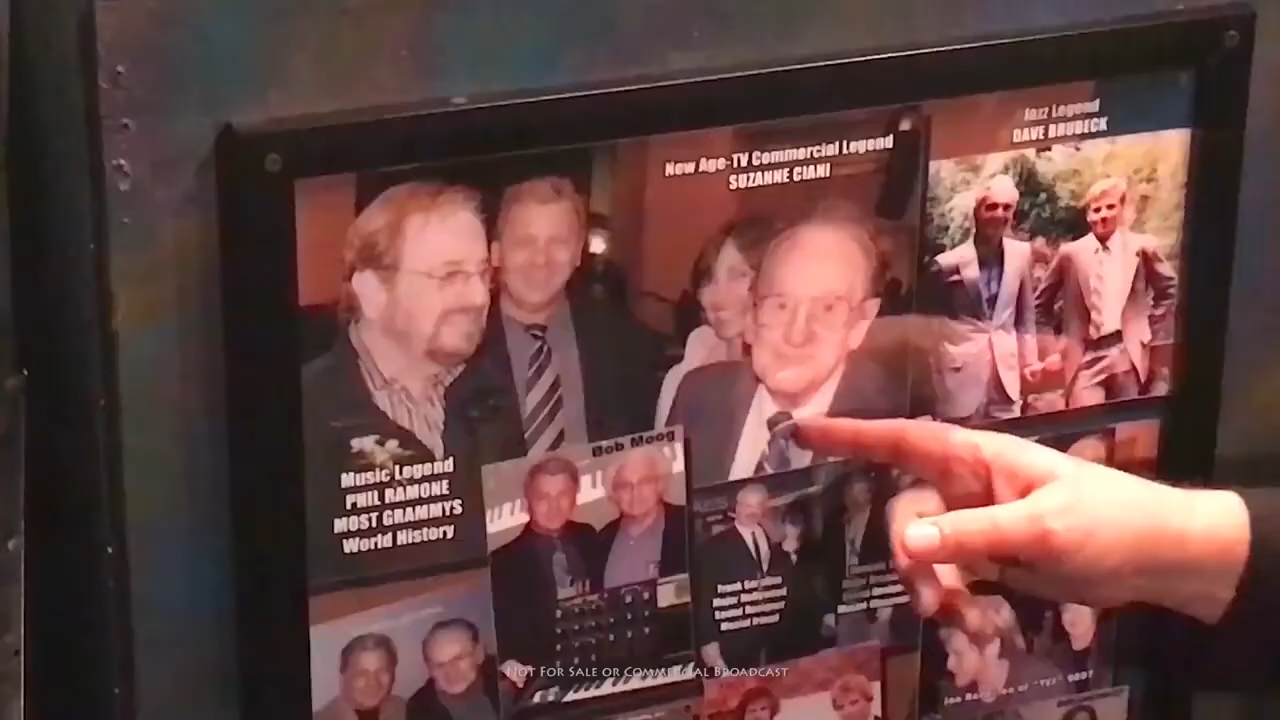 Jazz Legend
DAVE BRUBECK
New Age-TV Commercial Legend
SUZANNE CIANI
Bob Moog
Music Legend
PHIL RAMONE
MOST GRAMMYS
World History
NOT FOR SALE OR COMMERCIAL BROADCAST